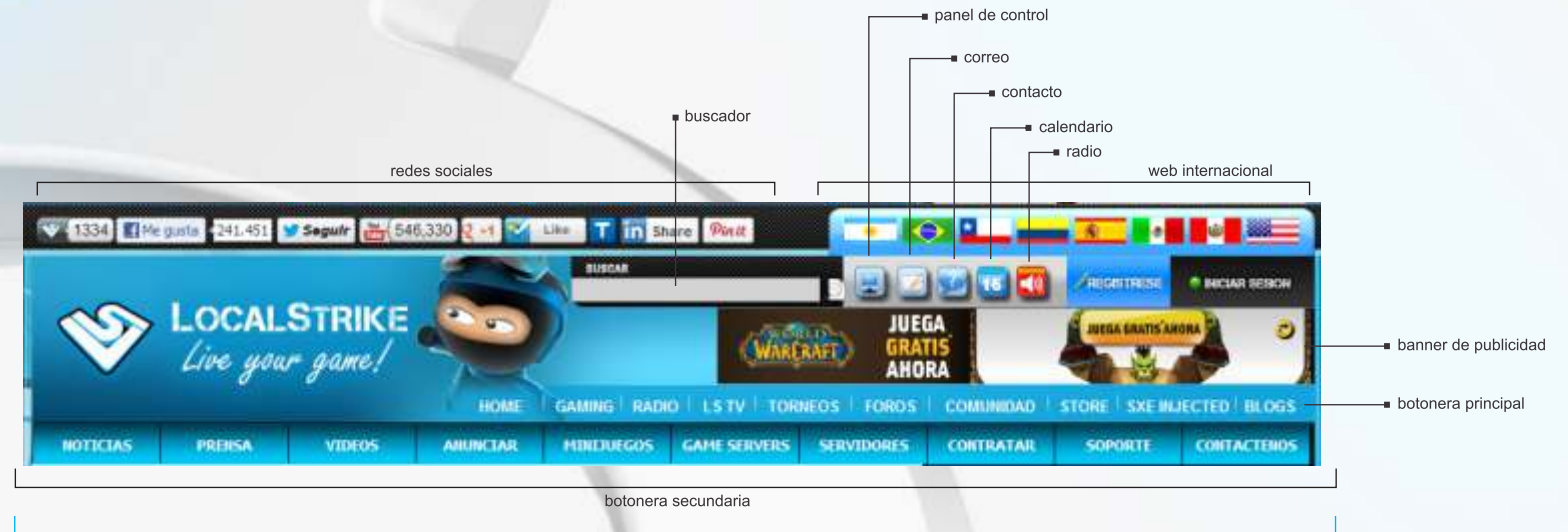 panel de control
correo
contacto
buscador
calendario
radio
redes sociales
web internacional
1334 Me gusta 241.451 Seguir You Tube 546,330 +1 Like T in Share Pin it
BUSCAR
16 REGISTRESE INICIAR SESION
LOCALSTRIKE
Live your game!
WORLD WARCRAFT
JUEGA GRATIS AHORA
JUEGA GRATIS AHORA
banner de publicidad
HOME GAMING RADIO LS TV TORNEOS FOROS COMUNIDAD STORE SXE INJECTED BLOGS
botonera principal
NOTICIAS PRENSA VIDEOS ANUNCIAR MINIJUEGOS GAME SERVERS SERVIDORES CONTRATAR SOPORTE CONTACTENOS
botonera secundaria